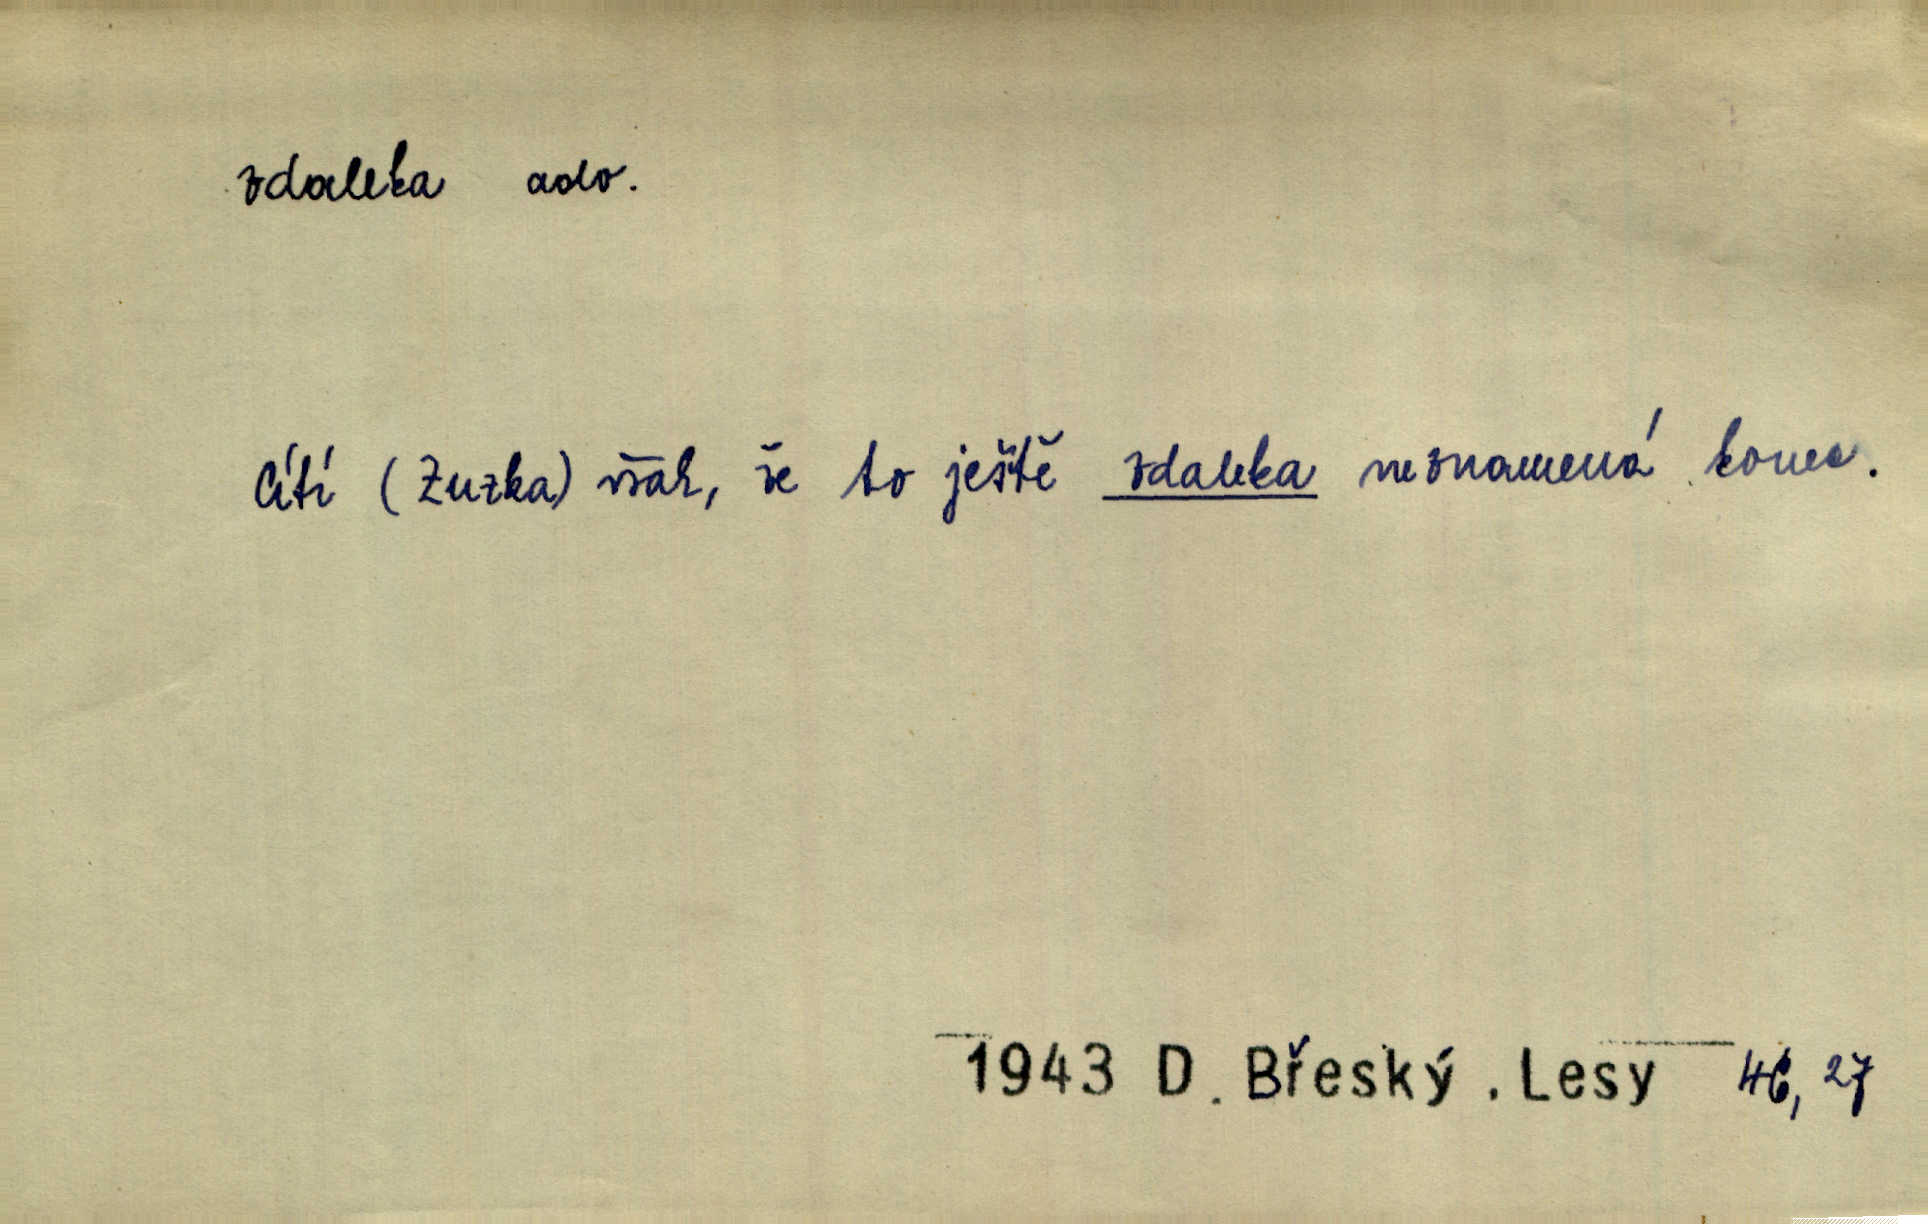 zdaleka adv.
Cítí (Zuzka) však, že to ještě zdaleka neznamená konec.
1943 D. Břeský. Lesy 46, 27